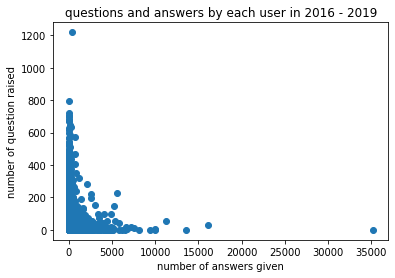 questions and answers by each user in 2016 - 2019
1200
1000
800
600
400
200
0
number of question raised
0 5000 10000 15000 20000 25000 30000 35000
number of answers given